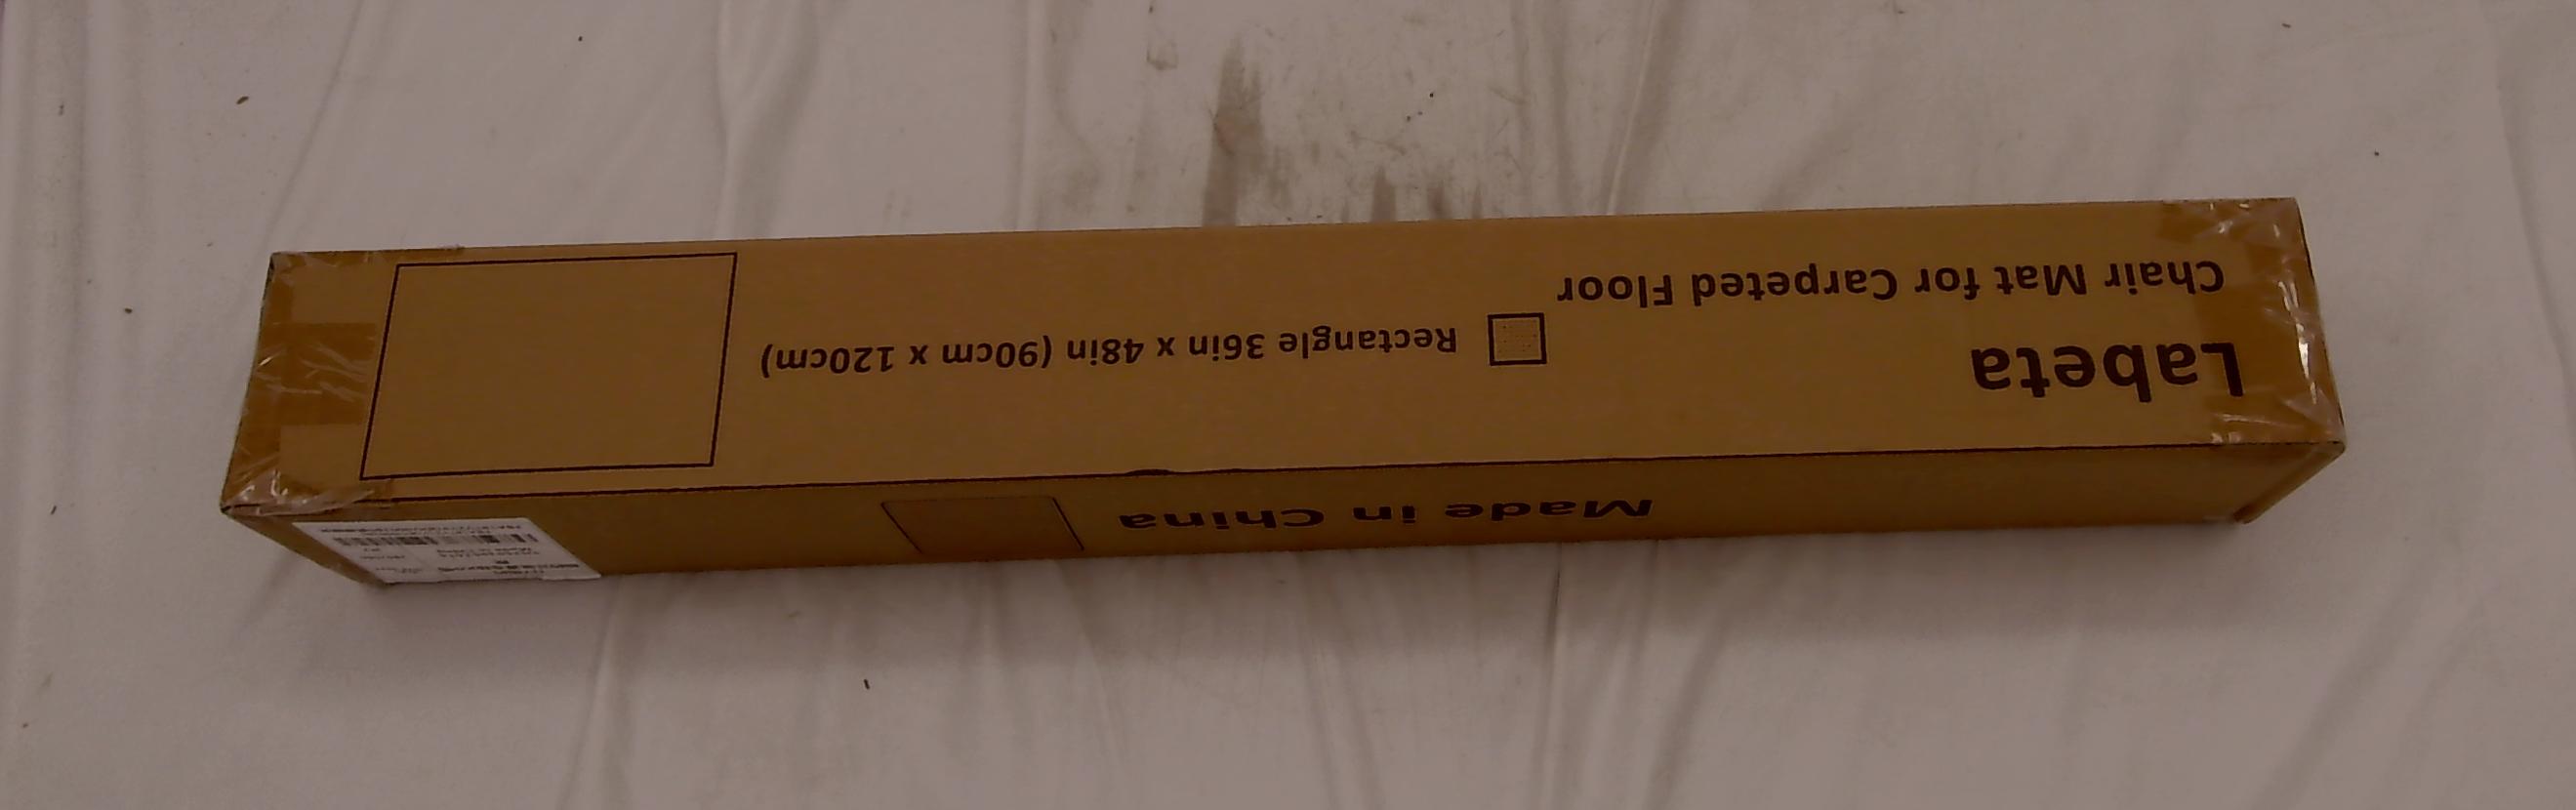 Labeta
Chair Mat for Carpeted Floor
Rectangle 36in x 48in (90cm x 120cm)
Made in China